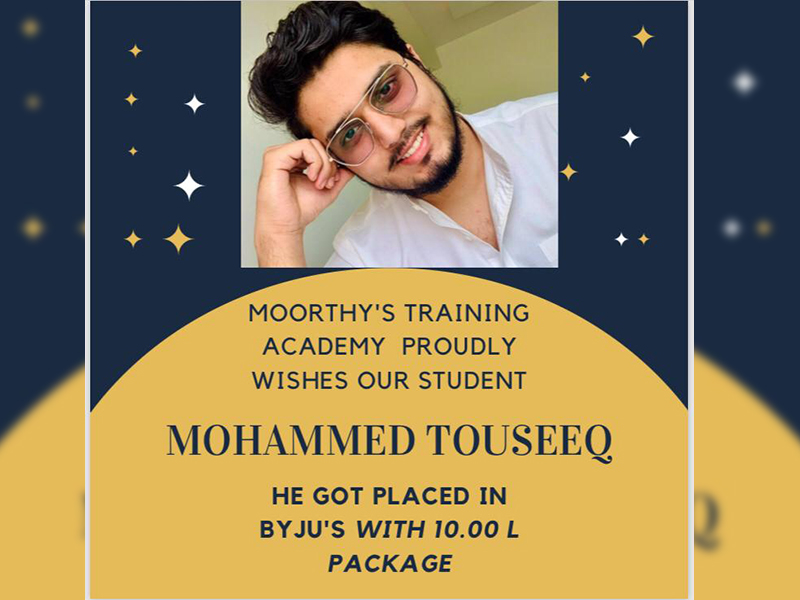 MOORTHY'S TRAINING
ACADEMY PROUDLY
WISHES OUR STUDENT
MOHAMMED TOUSEEQ
HE GOT PLACED IN
BYJU'S WITH 10.00 L
PACKAGE